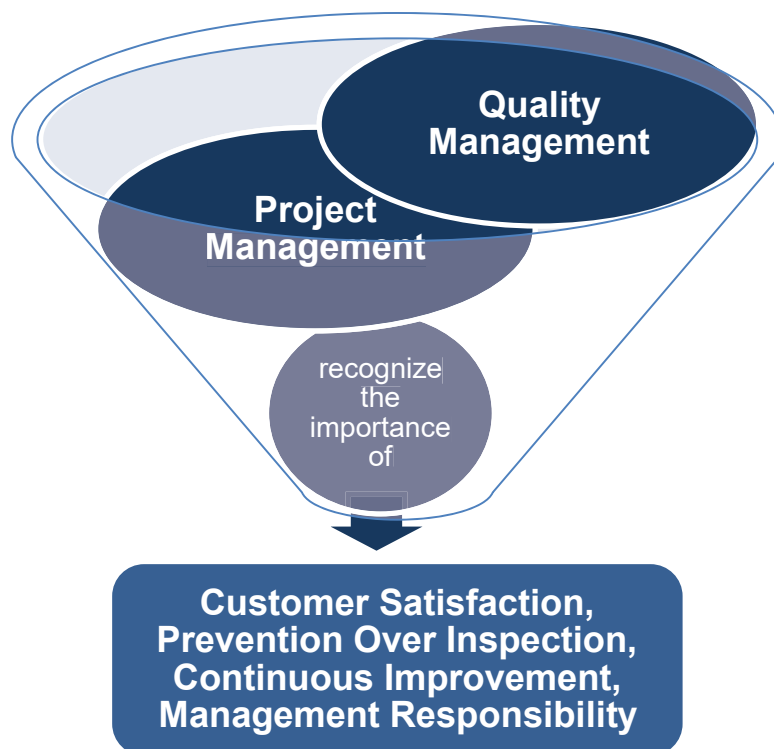 Quality
Management
Project
Management
recognize
the
importance
of
Customer Satisfaction,
Prevention Over Inspection,
Continuous Improvement,
Management Responsibility